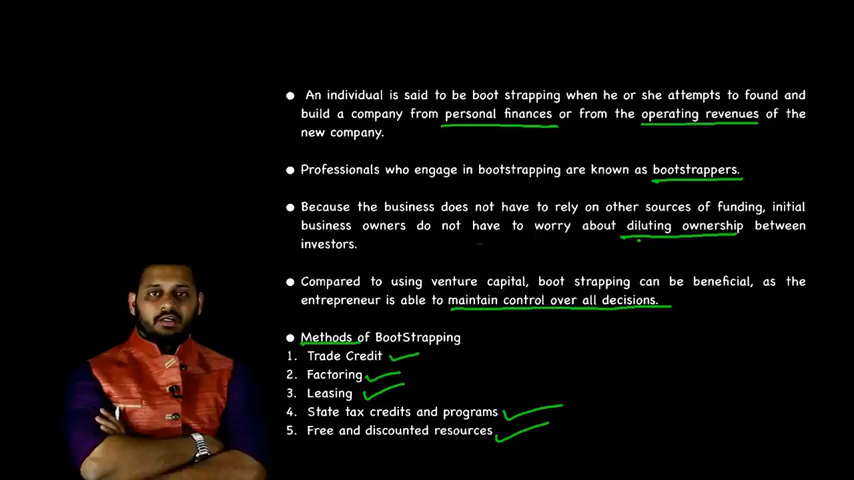 ● An individual is said to be boot strapping when he or she attempts to found and
build a company from personal finances or from the operating revenues of the
new company.
● Professionals who engage in bootstrapping are known as bootstrappers.
● Because the business does not have to rely on other sources of funding, initial
business owners do not have to worry about diluting ownership between
investors.
● Compared to using venture capital, boot strapping can be beneficial, as the
entrepreneur is able to maintain control over all decisions.
● Methods of BootStrapping
1. Trade Credit
2. Factoring
3. Leasing
4. State tax credits and programs
5. Free and discounted resources